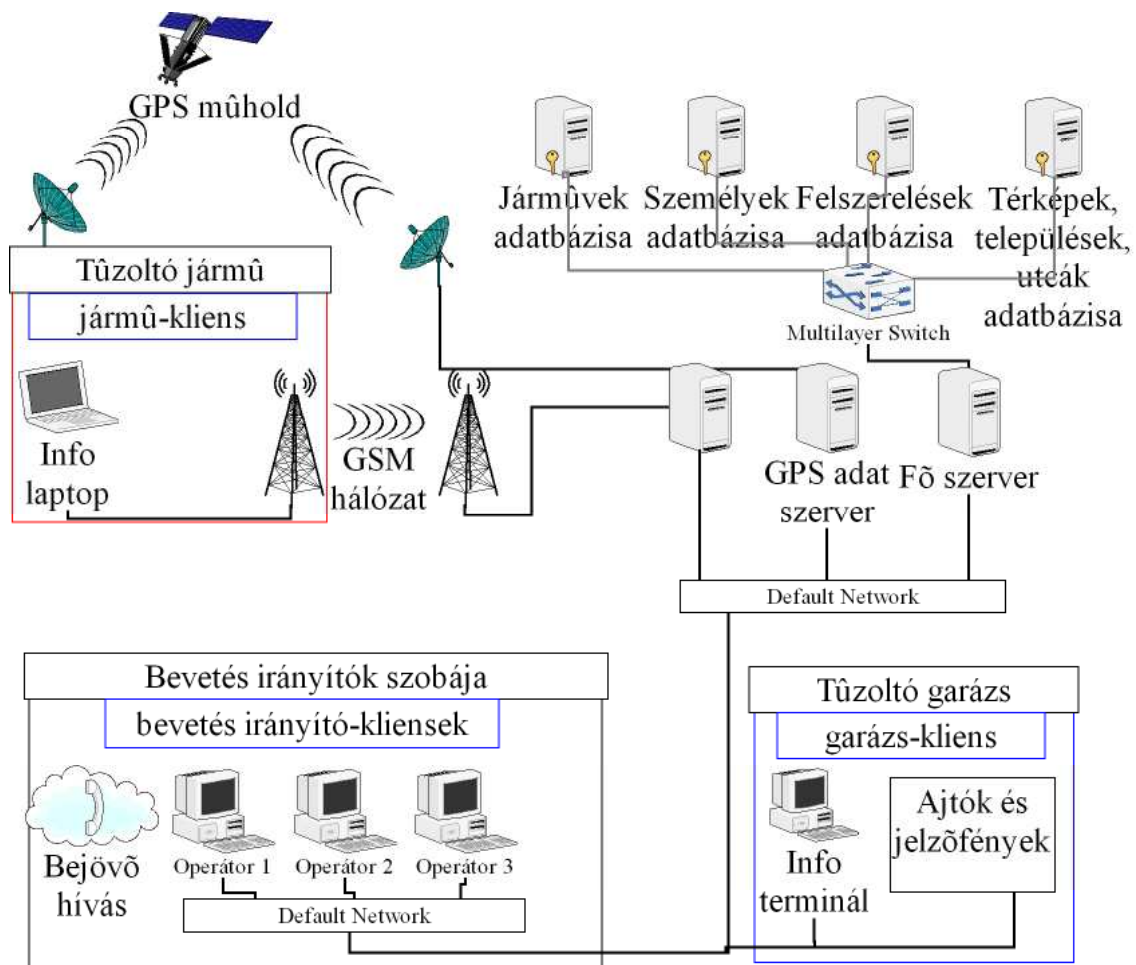 GPS mûhold
Jármûvek
adatbázisa
Személyek
adatbázisa
Felszerelések
adatbázisa
Térképek,
települések,
utcák
adatbázisa
Multilayer Switch
Tûzoltó jármû
jármû-kliens
Info
laptop
GSM
hálózat
GPS adat
szerver
Fõ szerver
Default Network
Bevetés irányítók szobája
bevetés irányító-kliensek
Bejövõ
hívás
Operátor 1
Operátor 2
Operátor 3
Default Network
Tûzoltó garázs
garázs-kliens
Info
terminál
Ajtók és
jelzõfények